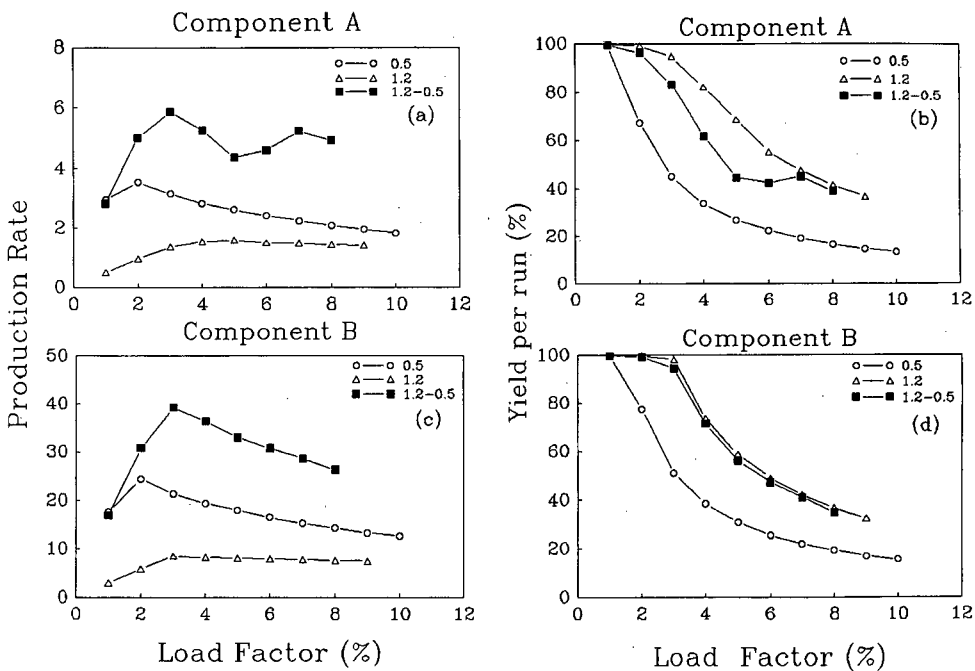 Component A
8
6
4
2
0
0 2 4 6 8 10 12
0.5
1.2
1.2-0.5
(a)
Component A
100
80
60
40
20
0
0 2 4 6 8 10 12
0.5
1.2
1.2-0.5
(b)
Production Rate
Yield per run (%)
Component B
50
40
30
20
10
0
0 2 4 6 8 10 12
0.5
1.2
1.2-0.5
(c)
Load Factor (%)
Component B
100
80
60
40
20
0
0 2 4 6 8 10 12
0.5
1.2
1.2-0.5
(d)
Load Factor (%)